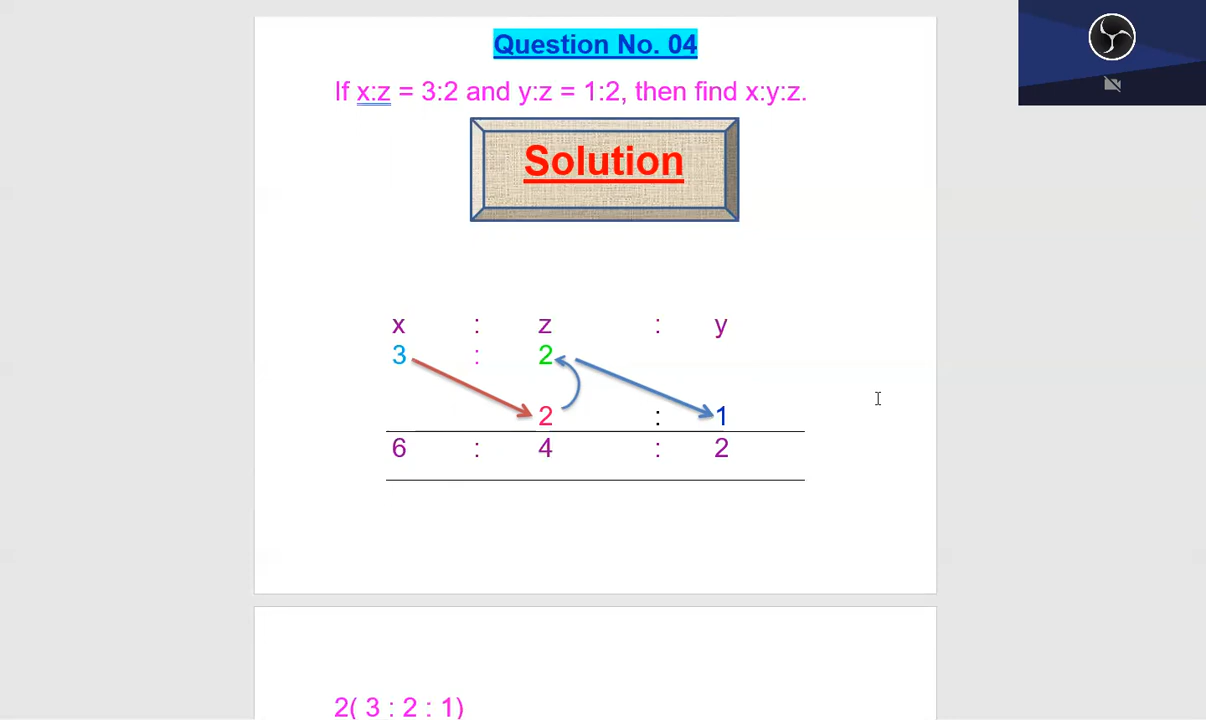 Question No. 04
If x:z = 3:2 and y:z = 1:2, then find x:y:z.
Solution
x : z : y
3 : 2
2 : 1
6 : 4 : 2
2( 3 : 2 : 1)